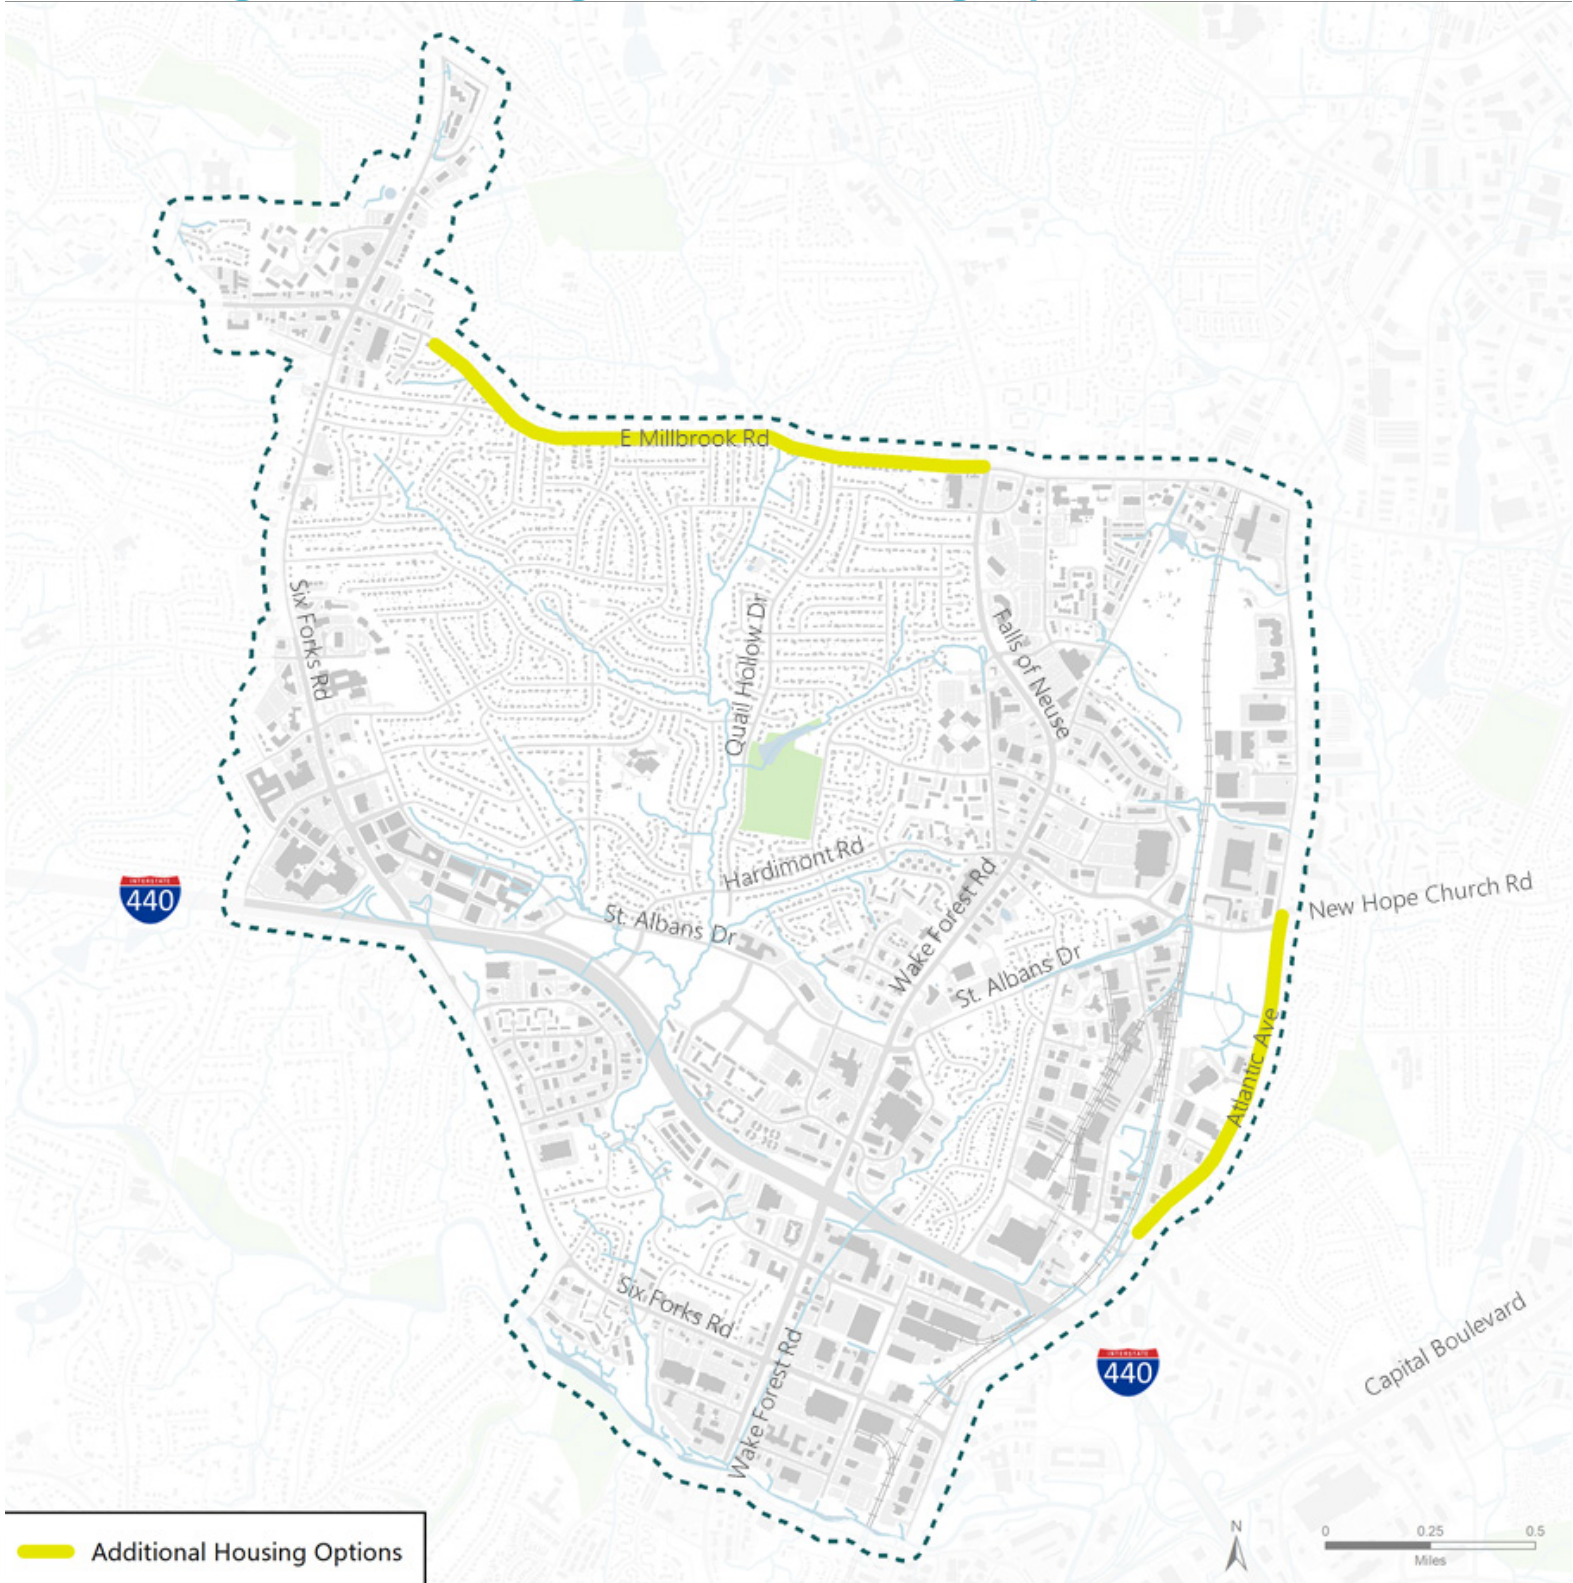 E Millbrook Rd
Six Forks Rd
Quail Hollow Dr
Falls of Neuse
Hardimont Rd
Wake Forest Rd
New Hope Church Rd
INTERSTATE
440
St. Albans Dr
St. Albans Dr
Atlantic Ave
Six Forks Rd
Wake Forest Rd
INTERSTATE
440
Capital Boulevard
Additional Housing Options
N
0 0.25 0.5
Miles